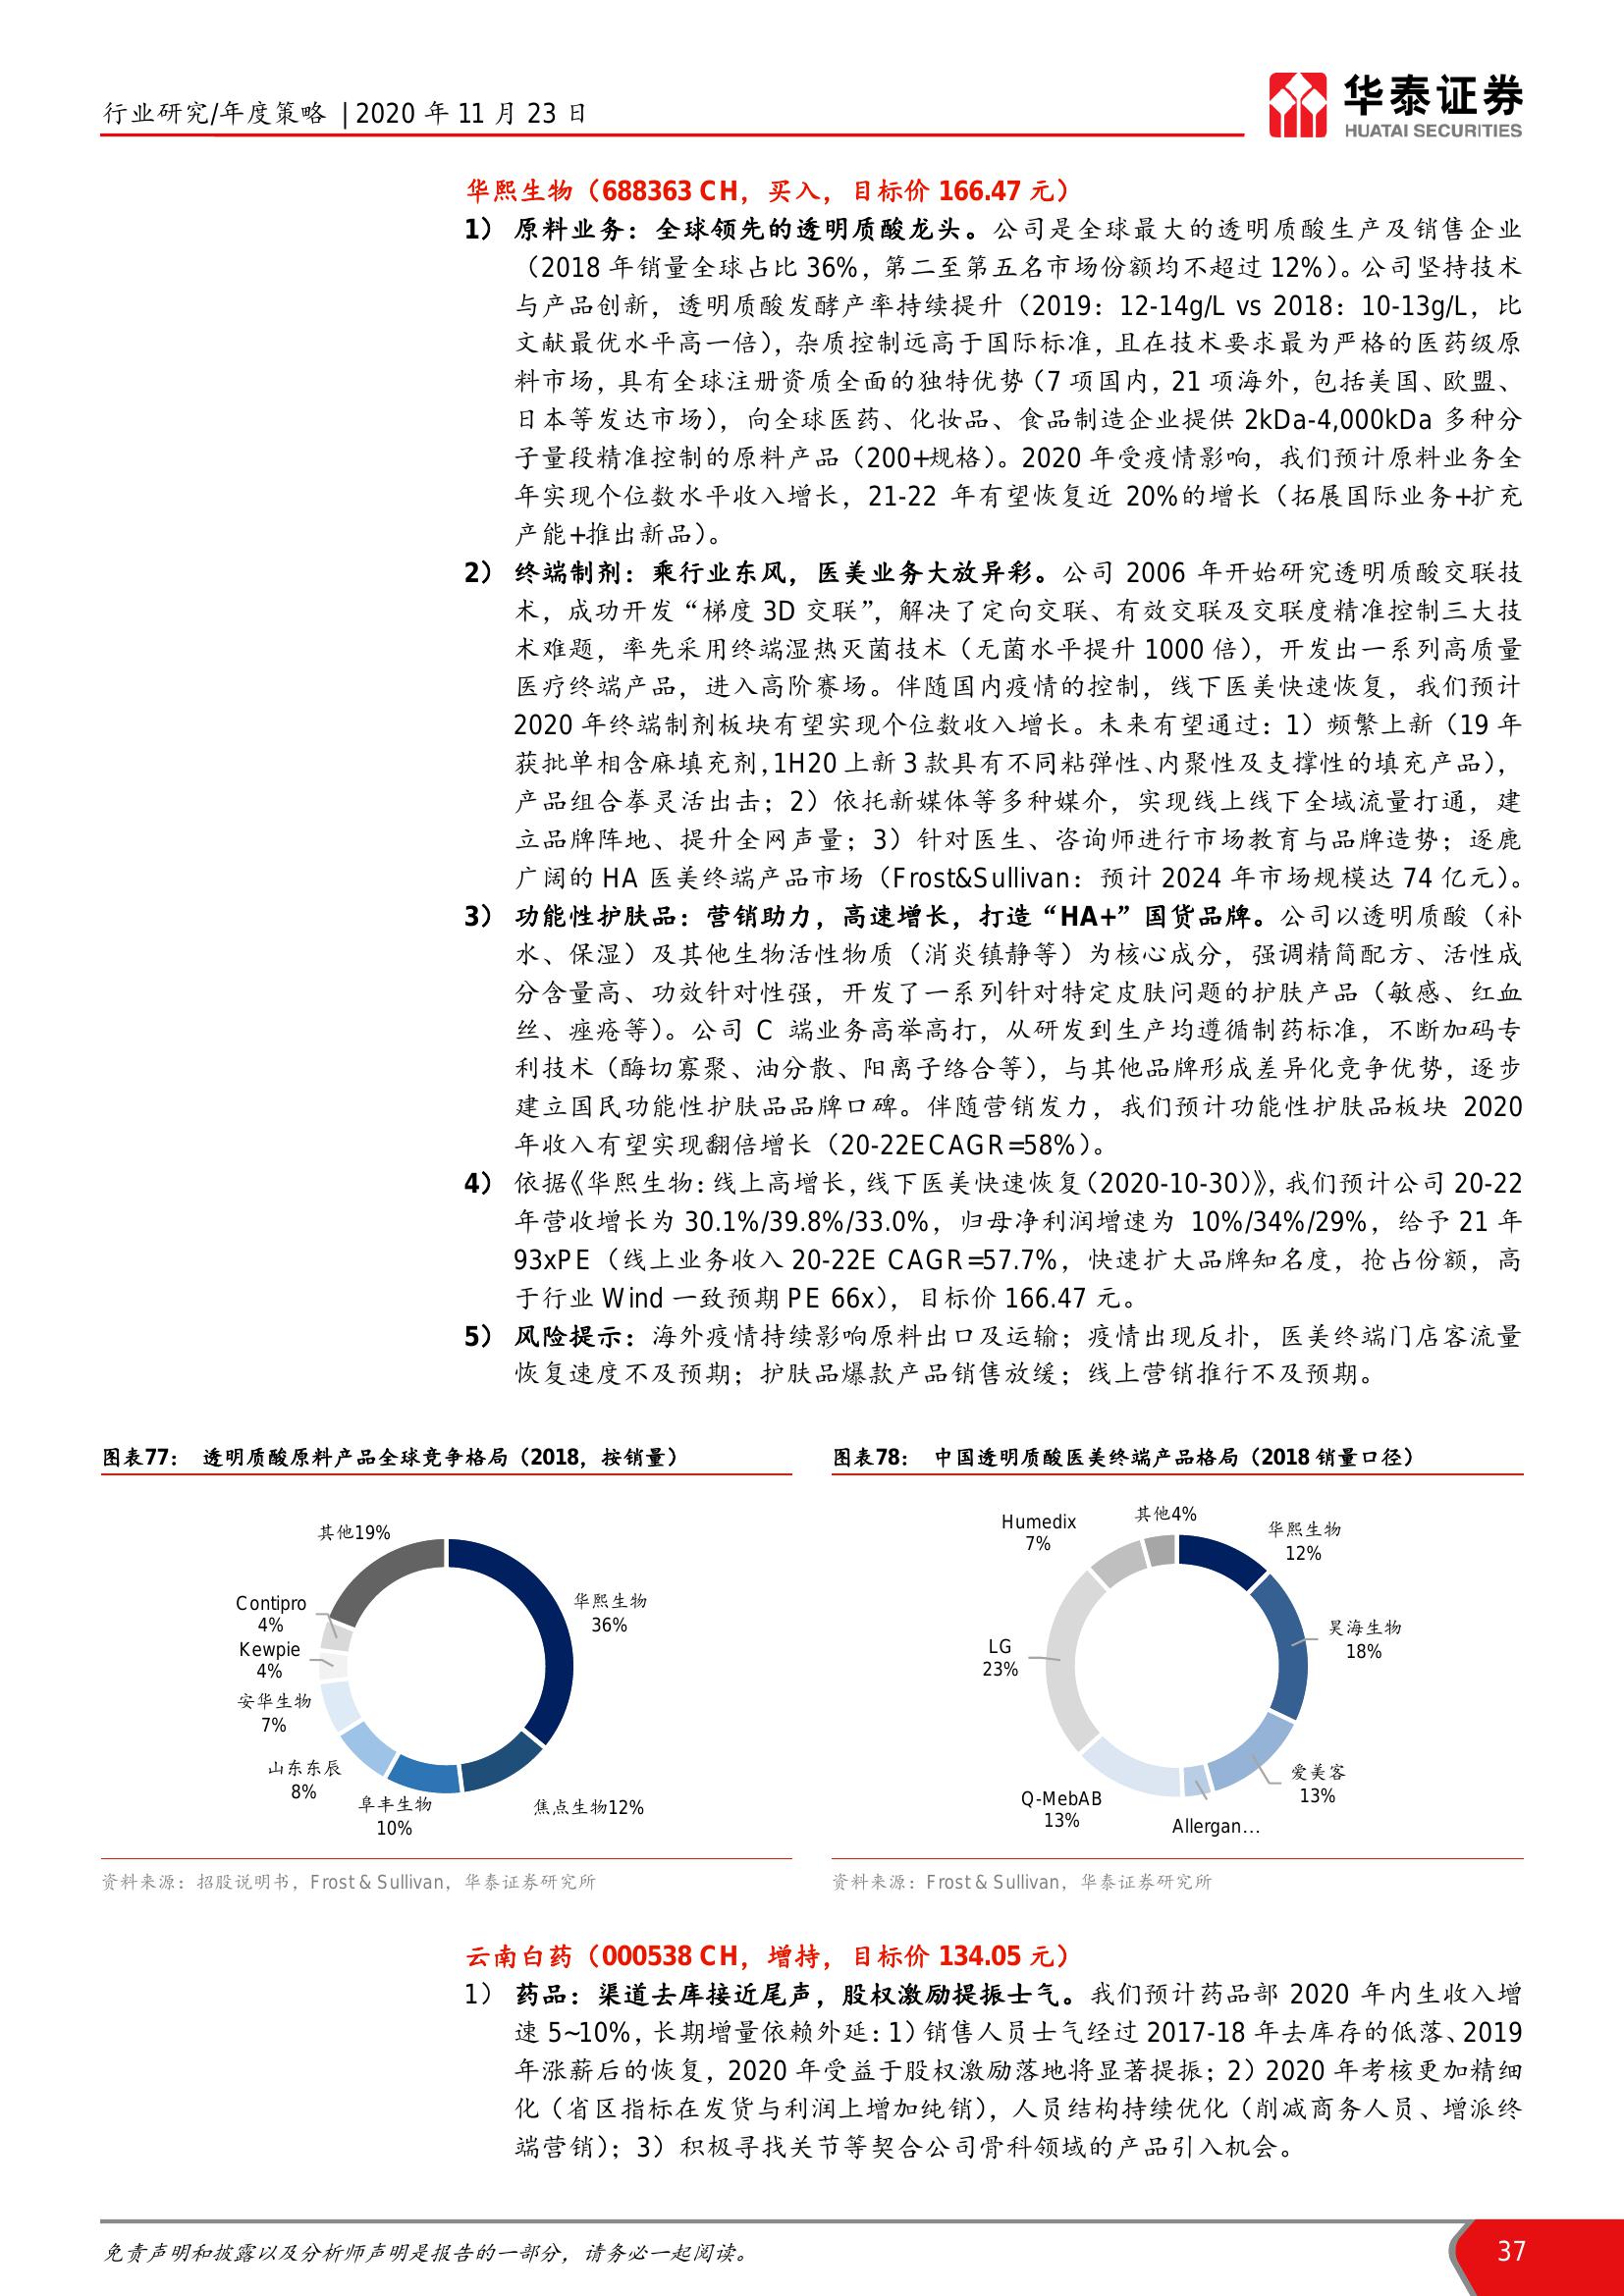 行业研究/年度策略 | 2020 年 11 月 23 日
华泰证券
HUATAI SECURITIES
华熙生物（688363 CH，买入，目标价 166.47 元）
1） 原料业务：全球领先的透明质酸龙头。公司是全球最大的透明质酸生产及销售企业
（2018 年销量全球占比 36%，第二至第五名市场份额均不超过 12%）。公司坚持技术
与产品创新，透明质酸发酵产率持续提升（2019：12-14g/L vs 2018：10-13g/L，比
文献最优水平高一倍），杂质控制远高于国际标准，且在技术要求最为严格的医药级原
料市场，具有全球注册资质全面的独特优势（7 项国内，21 项海外，包括美国、欧盟、
日本等发达市场），向全球医药、化妆品、食品制造企业提供 2kDa-4,000kDa 多种分
子量段精准控制的原料产品（200+规格）。2020 年受疫情影响，我们预计原料业务全
年实现个位数水平收入增长，21-22 年有望恢复近 20%的增长（拓展国际业务+扩充
产能+推出新品）。
2） 终端制剂：乘行业东风，医美业务大放异彩。公司 2006 年开始研究透明质酸交联技
术，成功开发“梯度 3D 交联”，解决了定向交联、有效交联及交联度精准控制三大技
术难题，率先采用终端湿热灭菌技术（无菌水平提升 1000 倍），开发出一系列高质量
医疗终端产品，进入高阶赛场。伴随国内疫情的控制，线下医美快速恢复，我们预计
2020 年终端制剂板块有望实现个位数收入增长。未来有望通过：1）频繁上新（19 年
获批单相含麻填充剂，1H20 上新 3 款具有不同粘弹性、内聚性及支撑性的填充产品），
产品组合拳灵活出击；2）依托新媒体等多种媒介，实现线上线下全域流量打通，建
立品牌阵地、提升全网声量；3）针对医生、咨询师进行市场教育与品牌造势；逐鹿
广阔的 HA 医美终端产品市场（Frost&Sullivan：预计 2024 年市场规模达 74 亿元）。
3） 功能性护肤品：营销助力，高速增长，打造“HA+”国货品牌。公司以透明质酸（补
水、保湿）及其他生物活性物质（消炎镇静等）为核心成分，强调精简配方、活性成
分含量高、功效针对性强，开发了一系列针对特定皮肤问题的护肤产品（敏感、红血
丝、痤疮等）。公司 C 端业务高举高打，从研发到生产均遵循制药标准，不断加码专
利技术（酶切寡聚、油分散、阳离子络合等），与其他品牌形成差异化竞争优势，逐步
建立国民功能性护肤品品牌口碑。伴随营销发力，我们预计功能性护肤品板块 2020
年收入有望实现翻倍增长（20-22ECAGR=58%）。
4） 依据《华熙生物：线上高增长，线下医美快速恢复（2020-10-30）》，我们预计公司 20-22
年营收增长为 30.1%/39.8%/33.0%，归母净利润增速为 10%/34%/29%，给予 21 年
93xPE（线上业务收入 20-22E CAGR=57.7%，快速扩大品牌知名度，抢占份额，高
于行业 Wind 一致预期 PE 66x），目标价 166.47 元。
5） 风险提示：海外疫情持续影响原料出口及运输；疫情出现反扑，医美终端门店客流量
恢复速度不及预期；护肤品爆款产品销售放缓；线上营销推行不及预期。
图表77： 透明质酸原料产品全球竞争格局（2018，按销量）
其他19%
华熙生物
36%
Contipro
4%
Kewpie
4%
安华生物
7%
山东东辰
8%
阜丰生物
10%
焦点生物12%
资料来源：招股说明书，Frost & Sullivan，华泰证券研究所
图表78： 中国透明质酸医美终端产品格局（2018 销量口径）
Humedix
7%
其他4%
华熙生物
12%
昊海生物
18%
LG
23%
爱美客
13%
Q-MebAB
13%
Allergan…
资料来源：Frost & Sullivan，华泰证券研究所
云南白药（000538 CH，增持，目标价 134.05 元）
1） 药品：渠道去库接近尾声，股权激励提振士气。我们预计药品部 2020 年内生收入增
速 5~10%，长期增量依赖外延：1）销售人员士气经过 2017-18 年去库存的低落、2019
年涨薪后的恢复，2020 年受益于股权激励落地将显著提振；2）2020 年考核更加精细
化（省区指标在发货与利润上增加纯销），人员结构持续优化（削减商务人员、增派终
端营销）；3）积极寻找关节等契合公司骨科领域的产品引入机会。
免责声明和披露以及分析师声明是报告的一部分，请务必一起阅读。
37